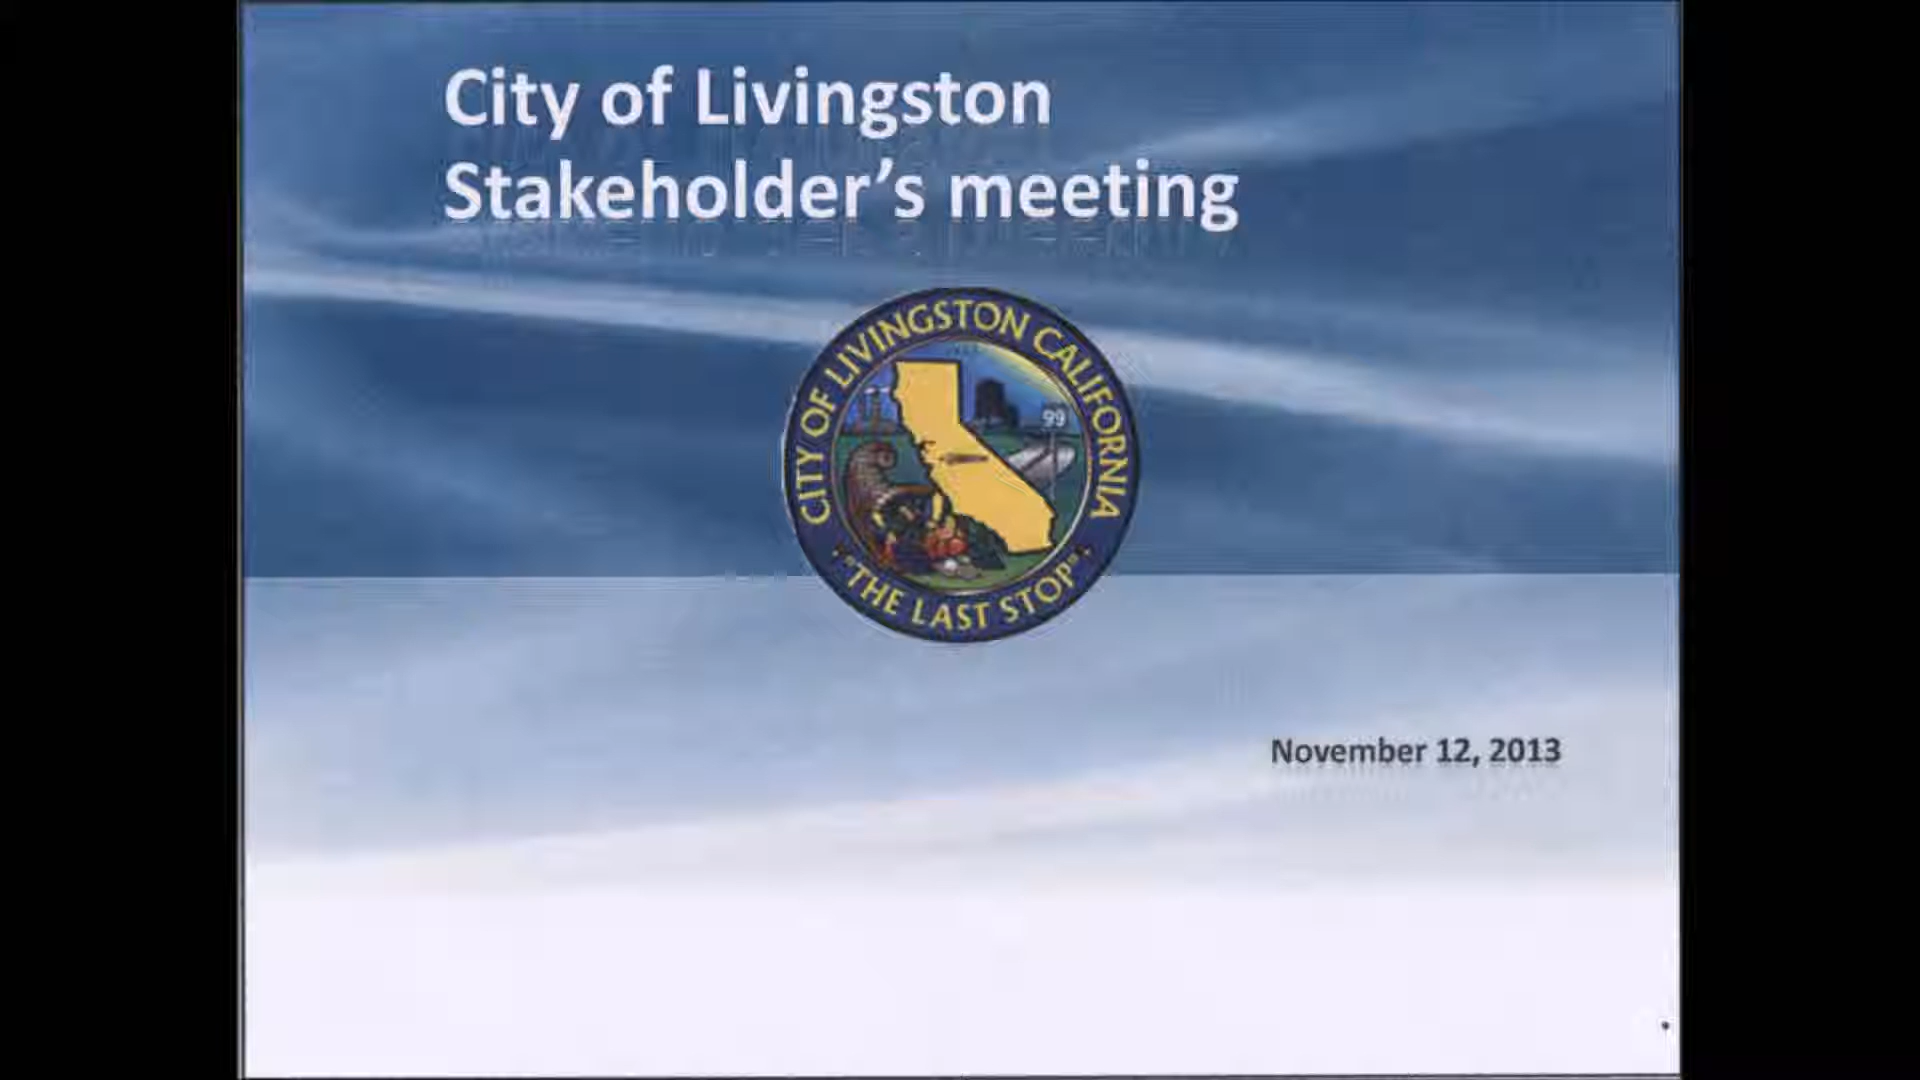 City of Livingston
Stakeholder’s meeting
CITY OF LIVINGSTON CALIFORNIA
99
"THE LAST STOP"
November 12, 2013